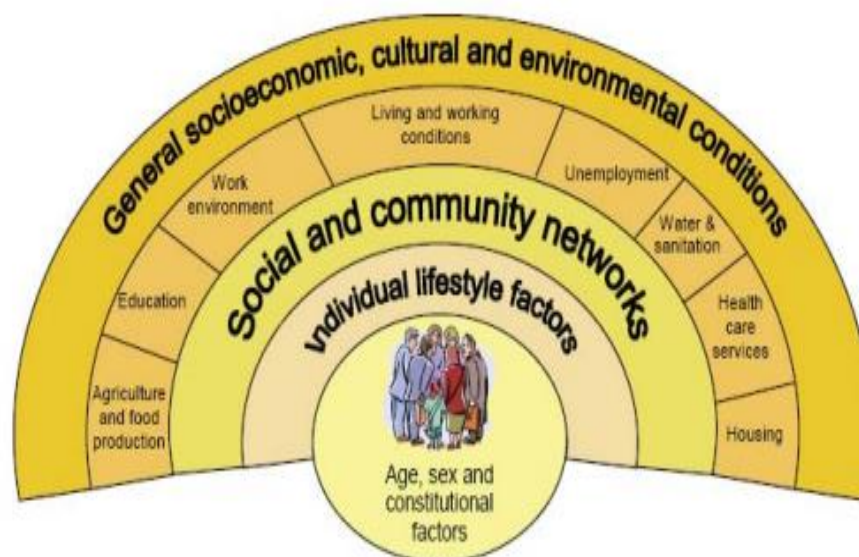 General socioeconomic, cultural and environmental conditions
Agriculture
and food
production
Education
Work
environment
Living and working
conditions
Unemployment
Water &
sanitation
Health
care
services
Housing
Social and community networks
Individual lifestyle factors
Age, sex and
constitutional
factors